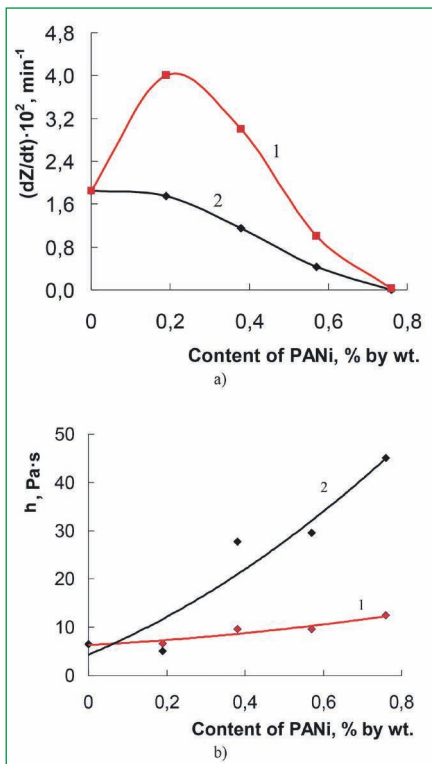 (dZ/dt)·10², min⁻¹
4,8
4,0
3,2
2,4
1,6
0,8
0,0
1
2
0 0,2 0,4 0,6 0,8
Content of PANi, % by wt.
a)
h, Pa·s
50
40
30
20
10
0
2
1
0 0,2 0,4 0,6 0,8
Content of PANi, % by wt.
b)